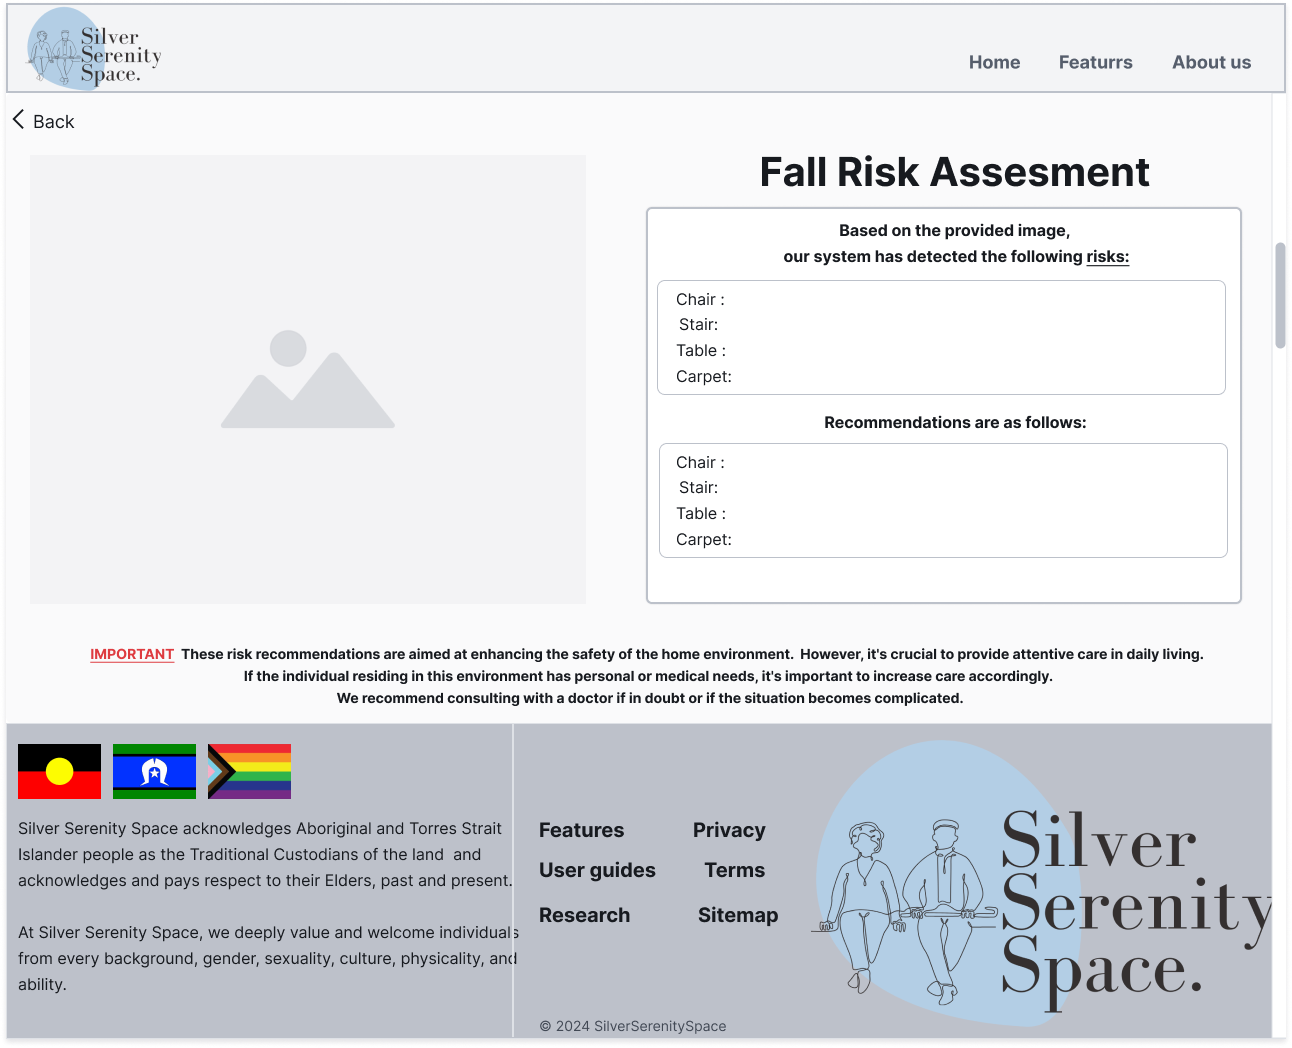 Silver
Serenity
Space.
Home
Featurrs
About us
Back
Fall Risk Assesment
Based on the provided image,
our system has detected the following risks:
Chair :
Stair:
Table :
Carpet:
Recommendations are as follows:
Chair :
Stair:
Table :
Carpet:
IMPORTANT These risk recommendations are aimed at enhancing the safety of the home environment. However, it's crucial to provide attentive care in daily living.
If the individual residing in this environment has personal or medical needs, it's important to increase care accordingly.
We recommend consulting with a doctor if in doubt or if the situation becomes complicated.
Silver Serenity Space acknowledges Aboriginal and Torres Strait
Islander people as the Traditional Custodians of the land and
acknowledges and pays respect to their Elders, past and present.
At Silver Serenity Space, we deeply value and welcome individuals
from every background, gender, sexuality, culture, physicality, and
ability.
Features
Privacy
User guides
Terms
Research
Sitemap
© 2024 SilverSerenitySpace
Silver
Serenity
Space.